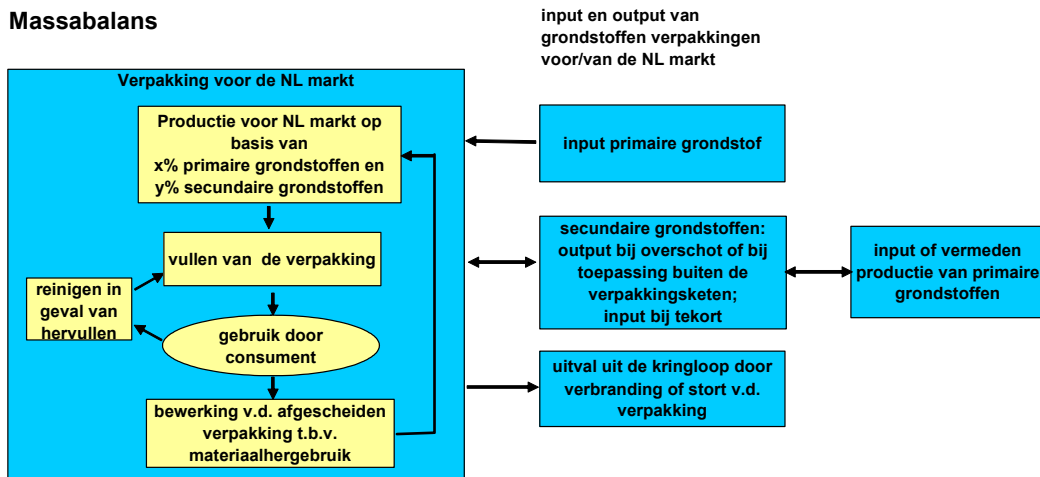 Massabalans
input en output van
grondstoffen verpakkingen
voor/van de NL markt
Verpakking voor de NL markt
Productie voor NL markt op
basis van
x% primaire grondstoffen en
y% secundaire grondstoffen
vullen van de verpakking
reinigen in
geval van
hervullen
gebruik door
consument
bewerking v.d. afgescheiden
verpakking t.b.v.
materiaalhergebruik
input primaire grondstof
secundaire grondstoffen:
output bij overschot of bij
toepassing buiten de
verpakkingsketen;
input bij tekort
input of vermeden
productie van primaire
grondstoffen
uitval uit de kringloop door
verbranding of stort v.d.
verpakking